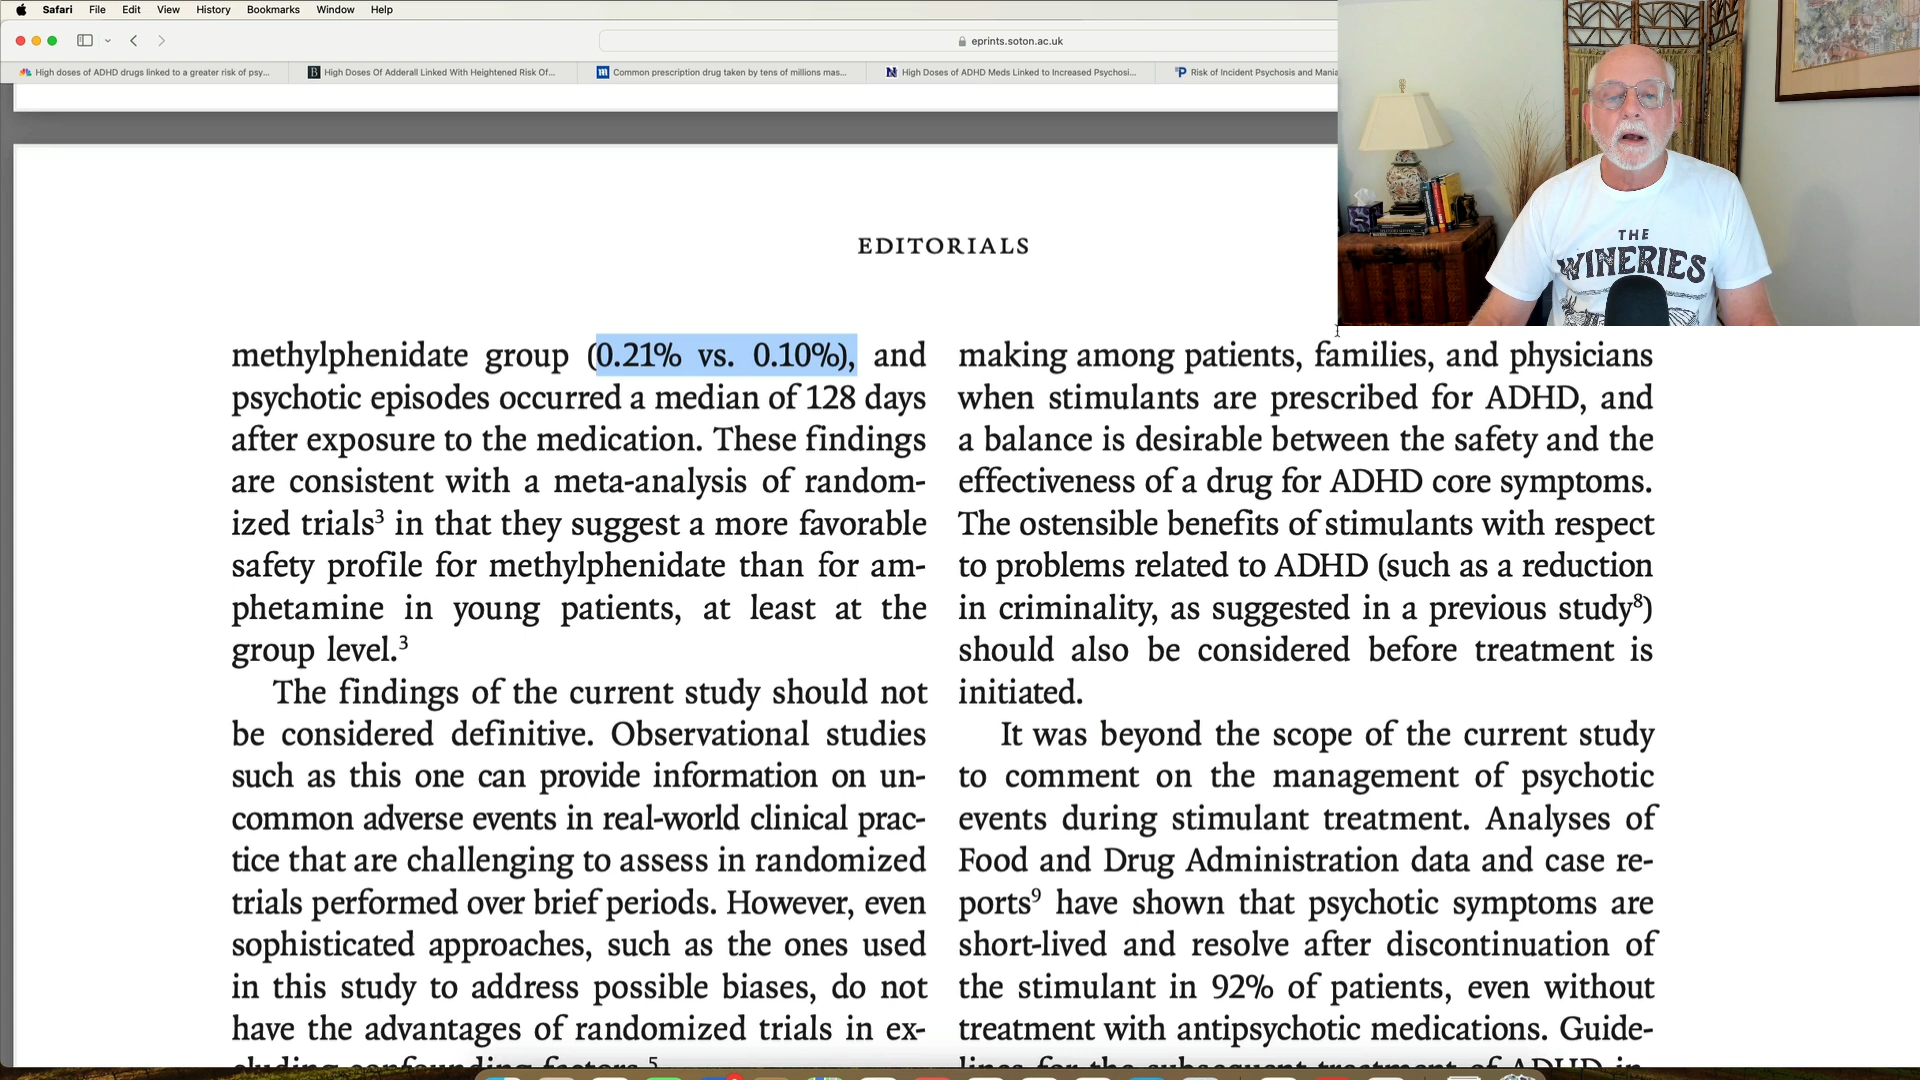 Safari File Edit View History Bookmarks Window Help
eprints.soton.ac.uk
High doses of ADHD drugs linked to a greater risk of psy...
High Doses Of Adderall Linked With Heightened Risk Of...
Common prescription drug taken by tens of millions mas...
High Doses of ADHD Meds Linked to Increased Psychosi...
Risk of Incident Psychosis and Mania
THE
WINERIES
EDITORIALS
methylphenidate group (0.21% vs. 0.10%), and
psychotic episodes occurred a median of 128 days
after exposure to the medication. These findings
are consistent with a meta-analysis of random-
ized trials³ in that they suggest a more favorable
safety profile for methylphenidate than for am-
phetamine in young patients, at least at the
group level.³
The findings of the current study should not
be considered definitive. Observational studies
such as this one can provide information on un-
common adverse events in real-world clinical prac-
tice that are challenging to assess in randomized
trials performed over brief periods. However, even
sophisticated approaches, such as the ones used
in this study to address possible biases, do not
have the advantages of randomized trials in ex-
cluding confounding factors.⁵
making among patients, families, and physicians
when stimulants are prescribed for ADHD, and
a balance is desirable between the safety and the
effectiveness of a drug for ADHD core symptoms.
The ostensible benefits of stimulants with respect
to problems related to ADHD (such as a reduction
in criminality, as suggested in a previous study⁸)
should also be considered before treatment is
initiated.
It was beyond the scope of the current study
to comment on the management of psychotic
events during stimulant treatment. Analyses of
Food and Drug Administration data and case re-
ports⁹ have shown that psychotic symptoms are
short-lived and resolve after discontinuation of
the stimulant in 92% of patients, even without
treatment with antipsychotic medications. Guide-
lines for the subsequent treatment of ADHD in